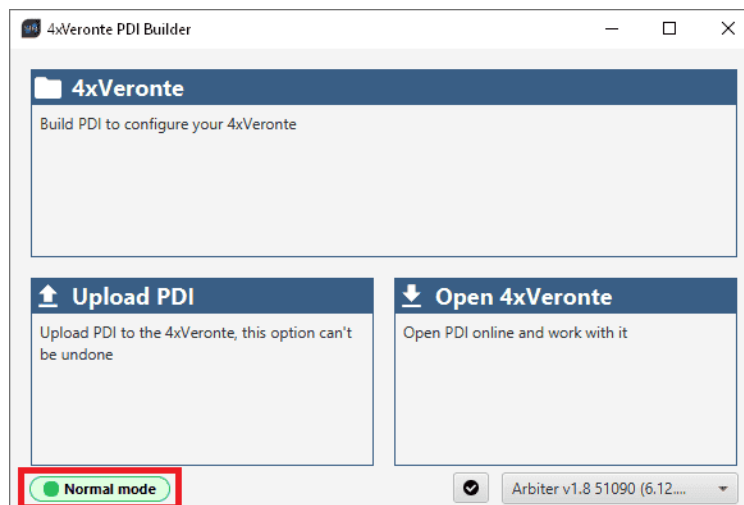 4xVeronte PDI Builder
4xVeronte
Build PDI to configure your 4xVeronte
Upload PDI
Upload PDI to the 4xVeronte, this option can't
be undone
Open 4xVeronte
Open PDI online and work with it
Normal mode
Arbiter v1.8 51090 (6.12....